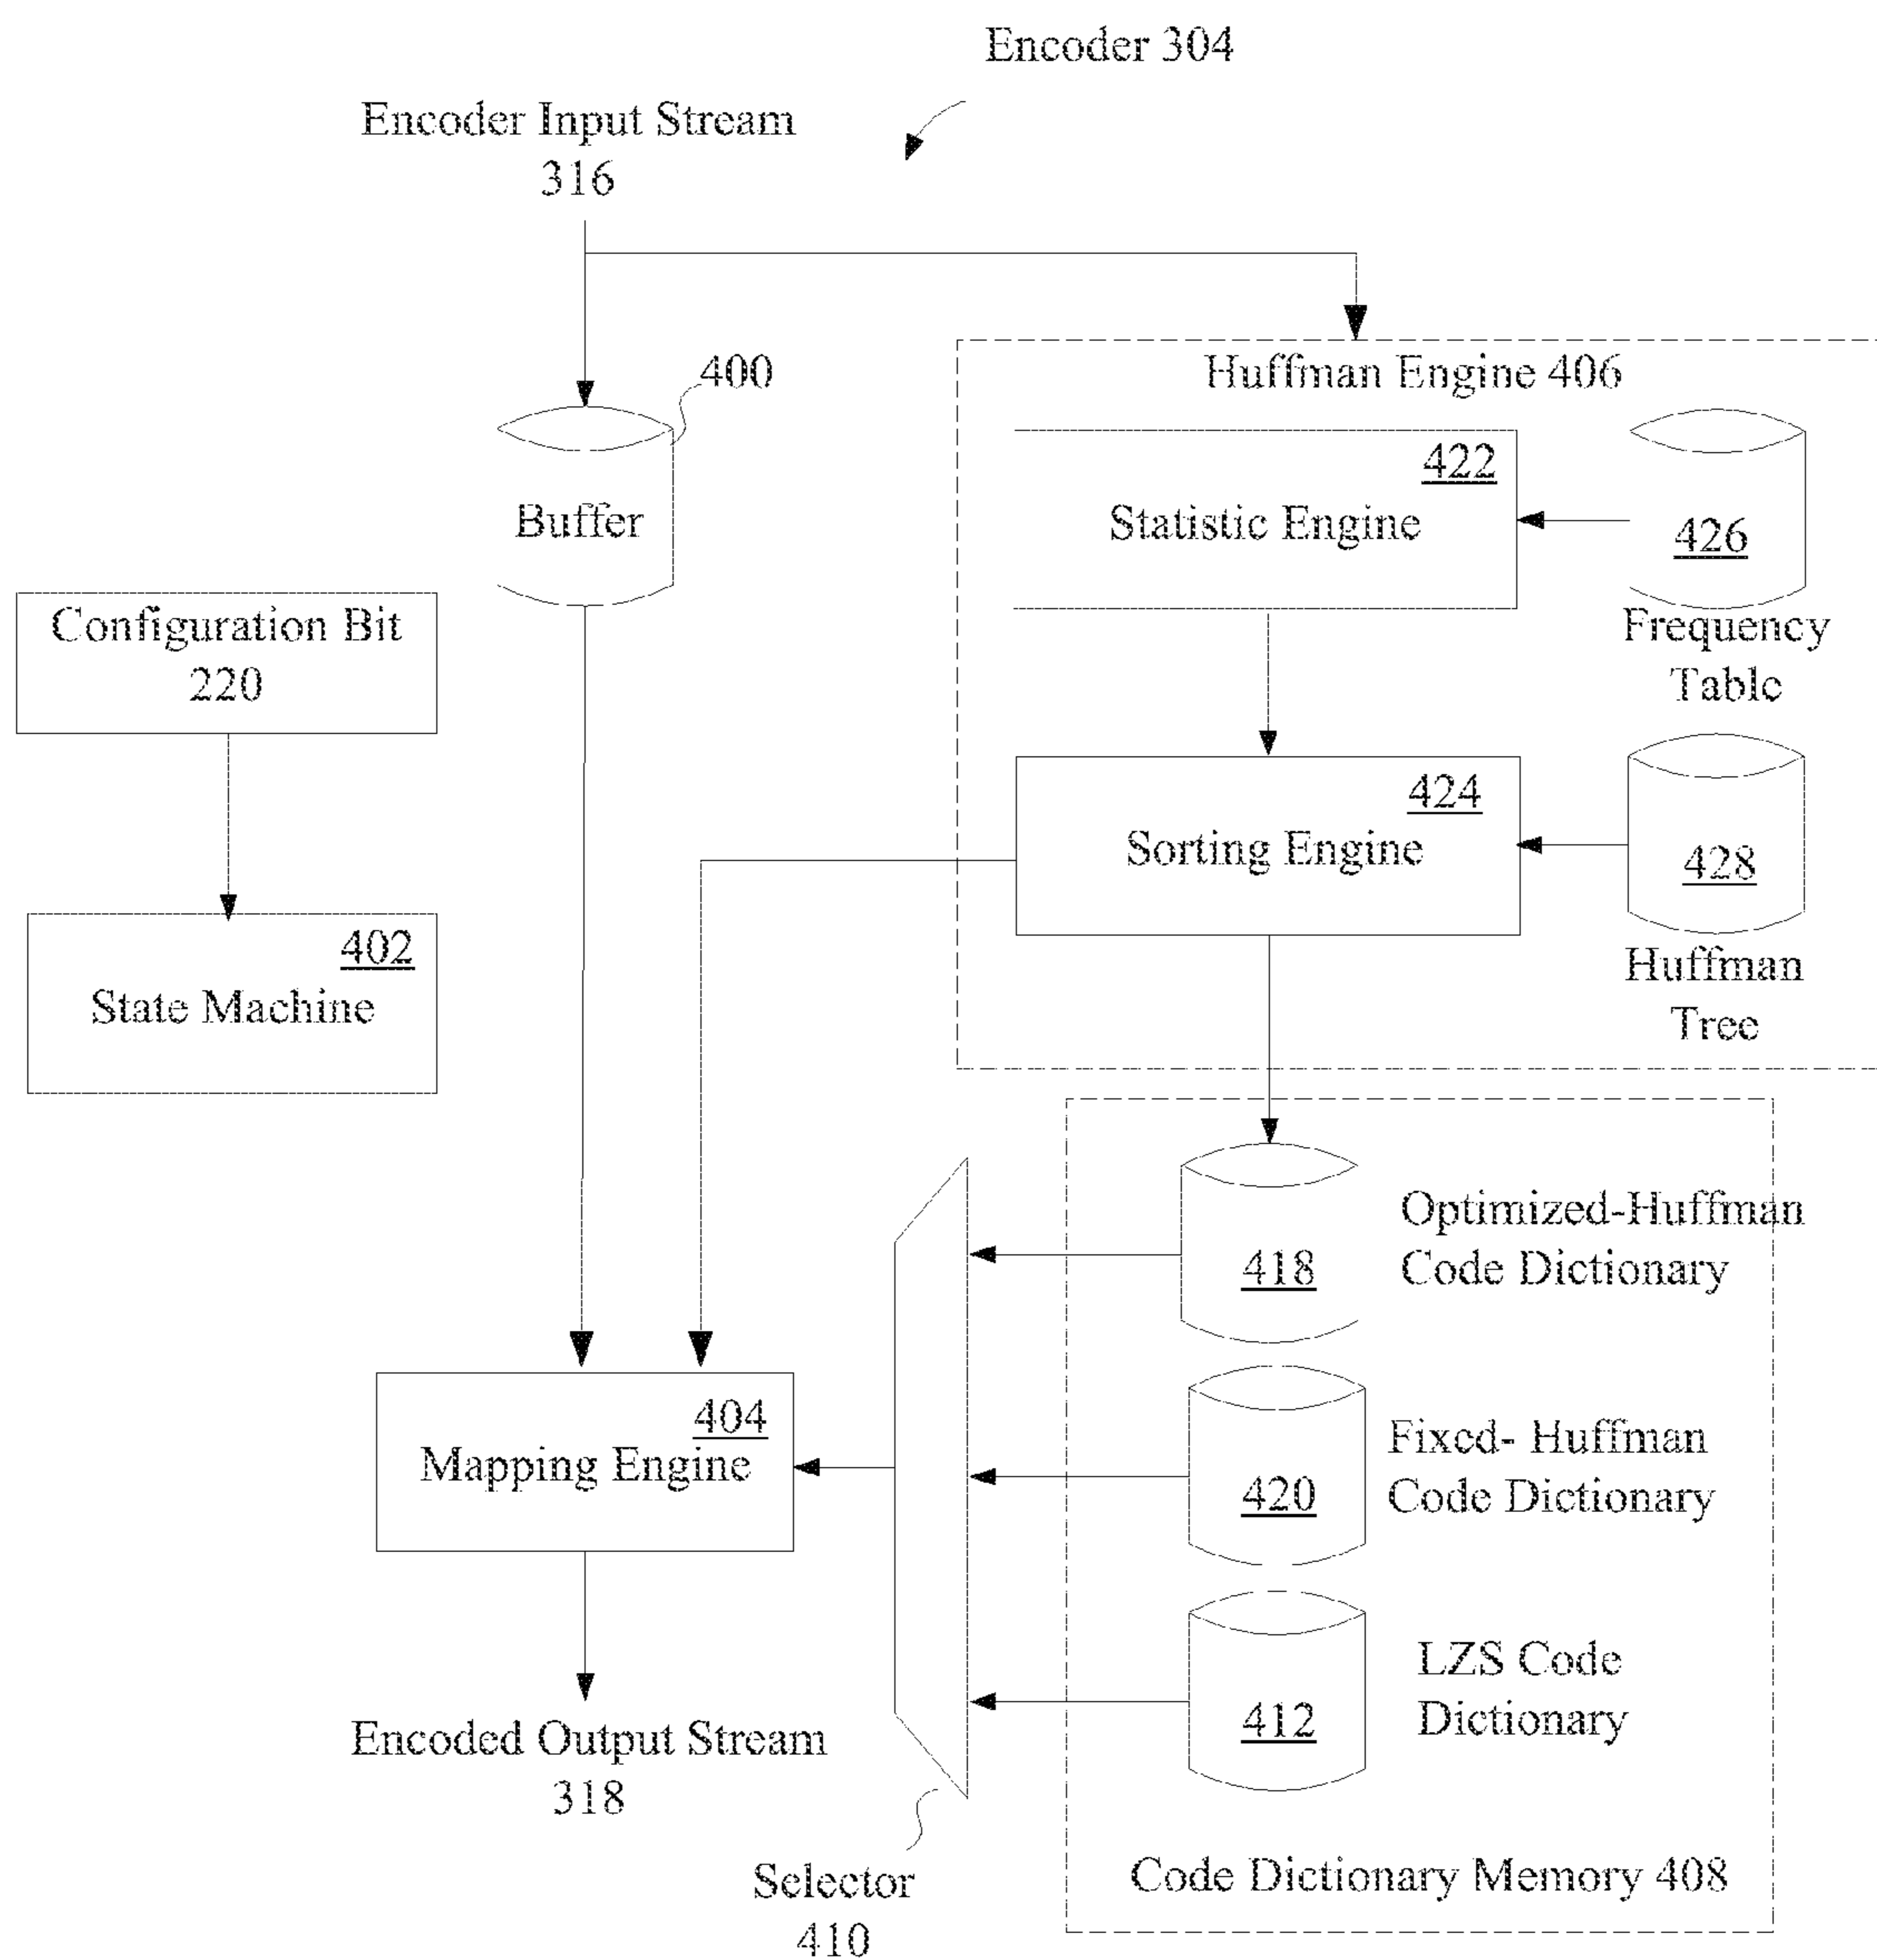 Encoder 304
Encoder Input Stream
316
400
Huffman Engine 406
422
Statistic Engine
426
Frequency
Table
Buffer
Configuration Bit
220
424
Sorting Engine
428
Huffman
Tree
402
State Machine
418
Optimized-Huffman
Code Dictionary
404
Mapping Engine
420
Fixed- Huffman
Code Dictionary
412
LZS Code
Dictionary
Encoded Output Stream
318
Selector
410
Code Dictionary Memory 408